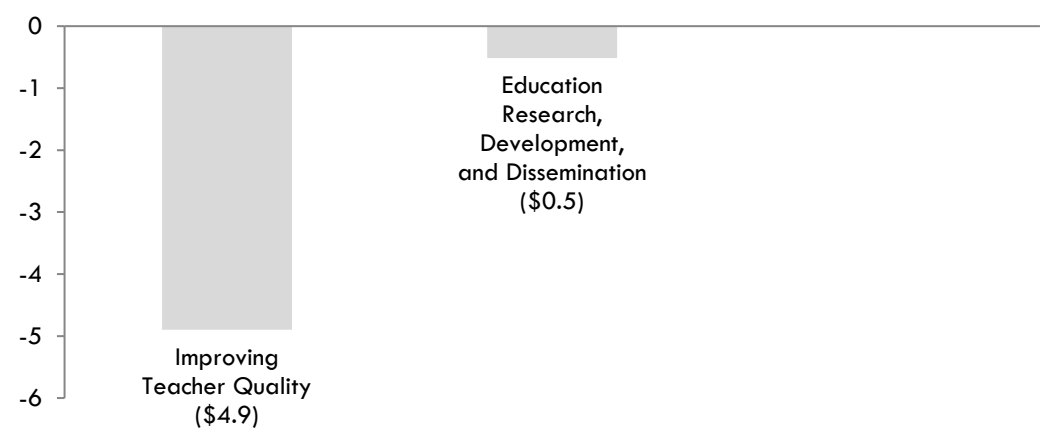 0
-1
-2
-3
-4
-5
-6
Improving
Teacher Quality
($4.9)
Education
Research,
Development,
and Dissemination
($0.5)